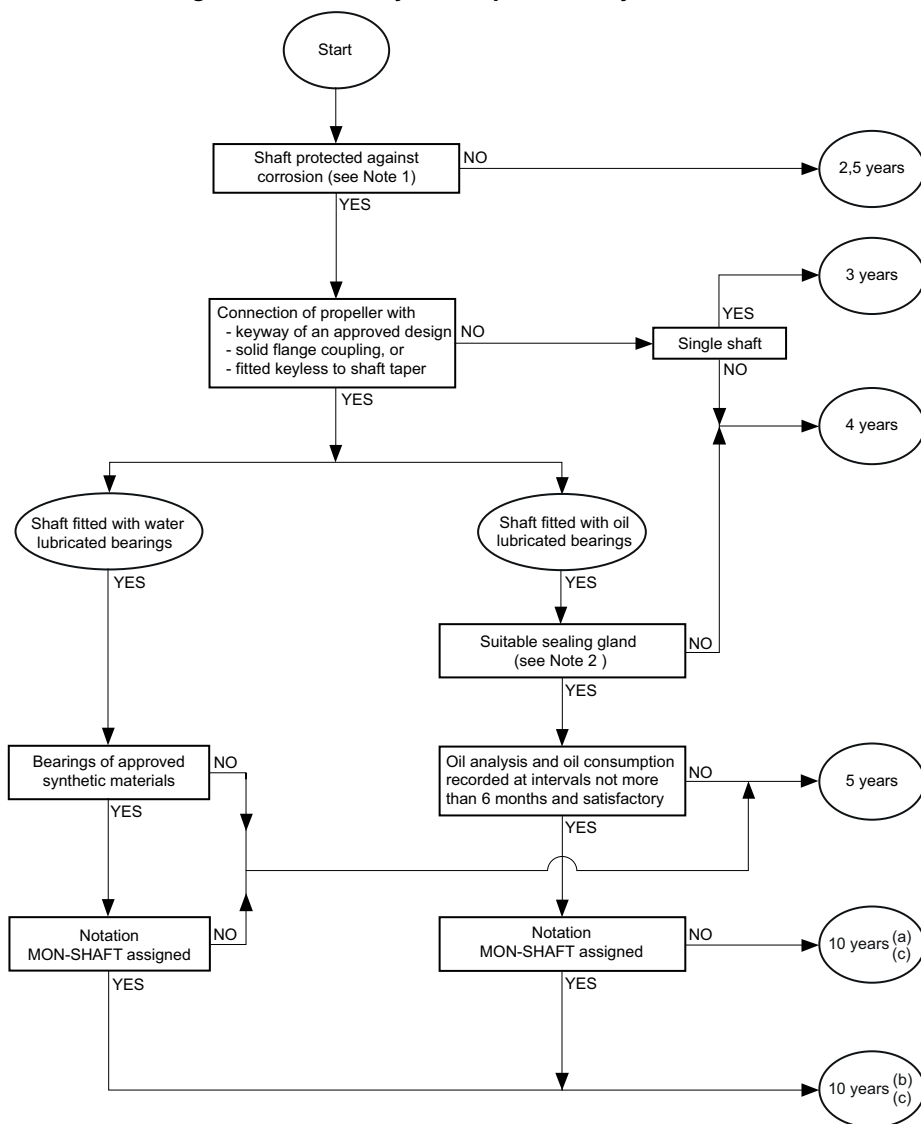 Start
Shaft protected against
corrosion (see Note 1)
NO
2,5 years
YES
3 years
Connection of propeller with
- keyway of an approved design
- solid flange coupling, or
- fitted keyless to shaft taper
NO
YES
Single shaft
NO
YES
4 years
Shaft fitted with water
lubricated bearings
Shaft fitted with oil
lubricated bearings
YES
YES
Suitable sealing gland
(see Note 2 )
NO
YES
Bearings of approved
synthetic materials
NO
YES
Oil analysis and oil consumption
recorded at intervals not more
than 6 months and satisfactory
NO
YES
5 years
Notation
MON-SHAFT assigned
NO
YES
Notation
MON-SHAFT assigned
NO
YES
10 years (a)
(c)
10 years (b)
(c)